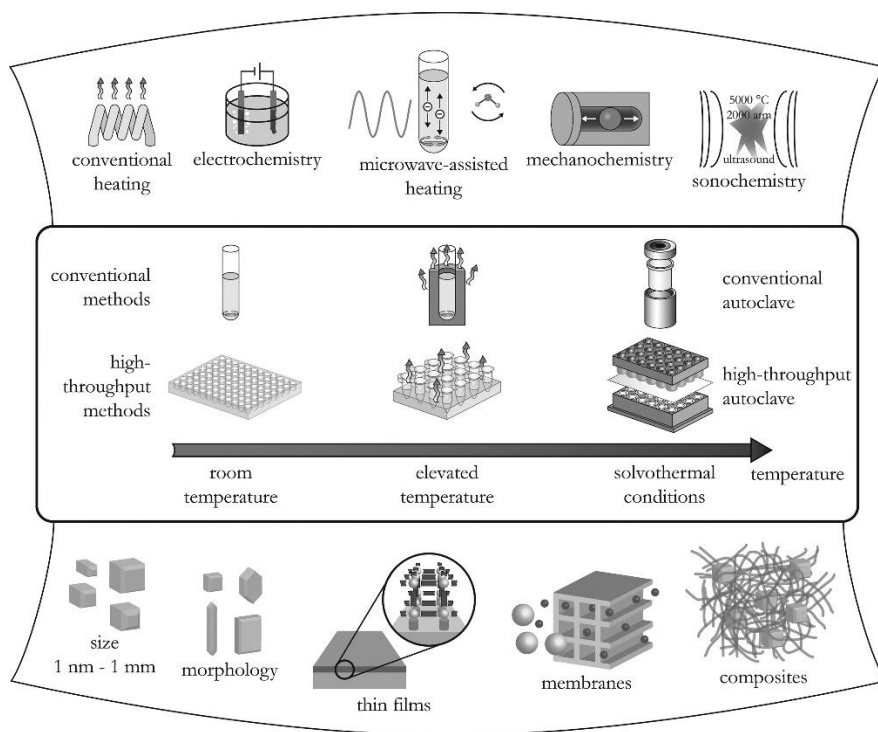 conventional
heating
electrochemistry
microwave-assisted
heating
mechanochemistry
5000 °C
2000 arm
ultrasound
sonochemistry
conventional
methods
conventional
autoclave
high-
throughput
methods
high-throughput
autoclave
room
temperature
elevated
temperature
solvothermal
conditions
temperature
size
1 nm - 1 mm
morphology
thin films
membranes
composites